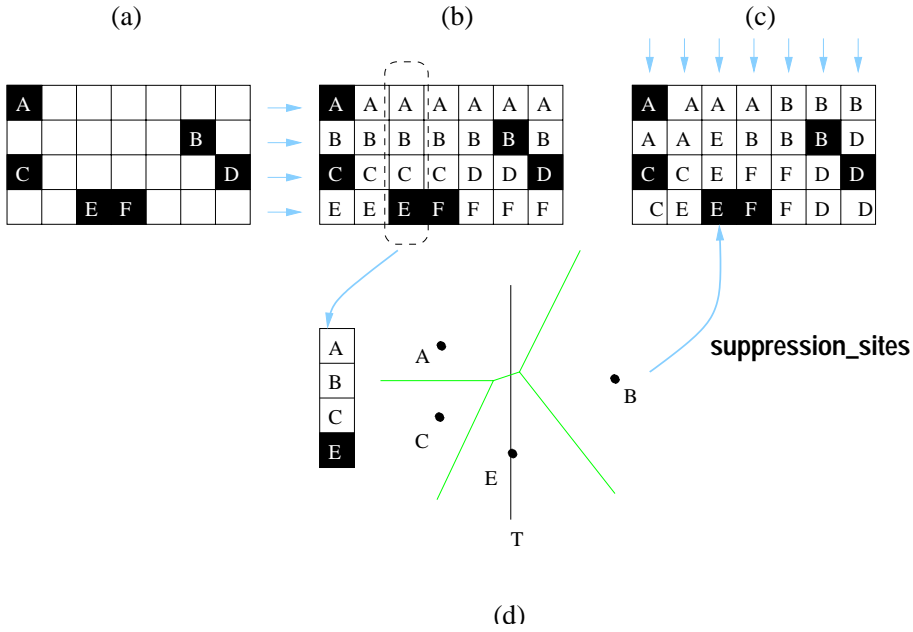 (a) (b) (c)
A A A A A A A A A A A A B B B
B B B B B B B B A A E B B B D
C D C C C C D D D C C E F F D D
E F E E E F F F F C E E F F D D
A
B
C
E
A
B
C
E
T
suppression_sites
(d)